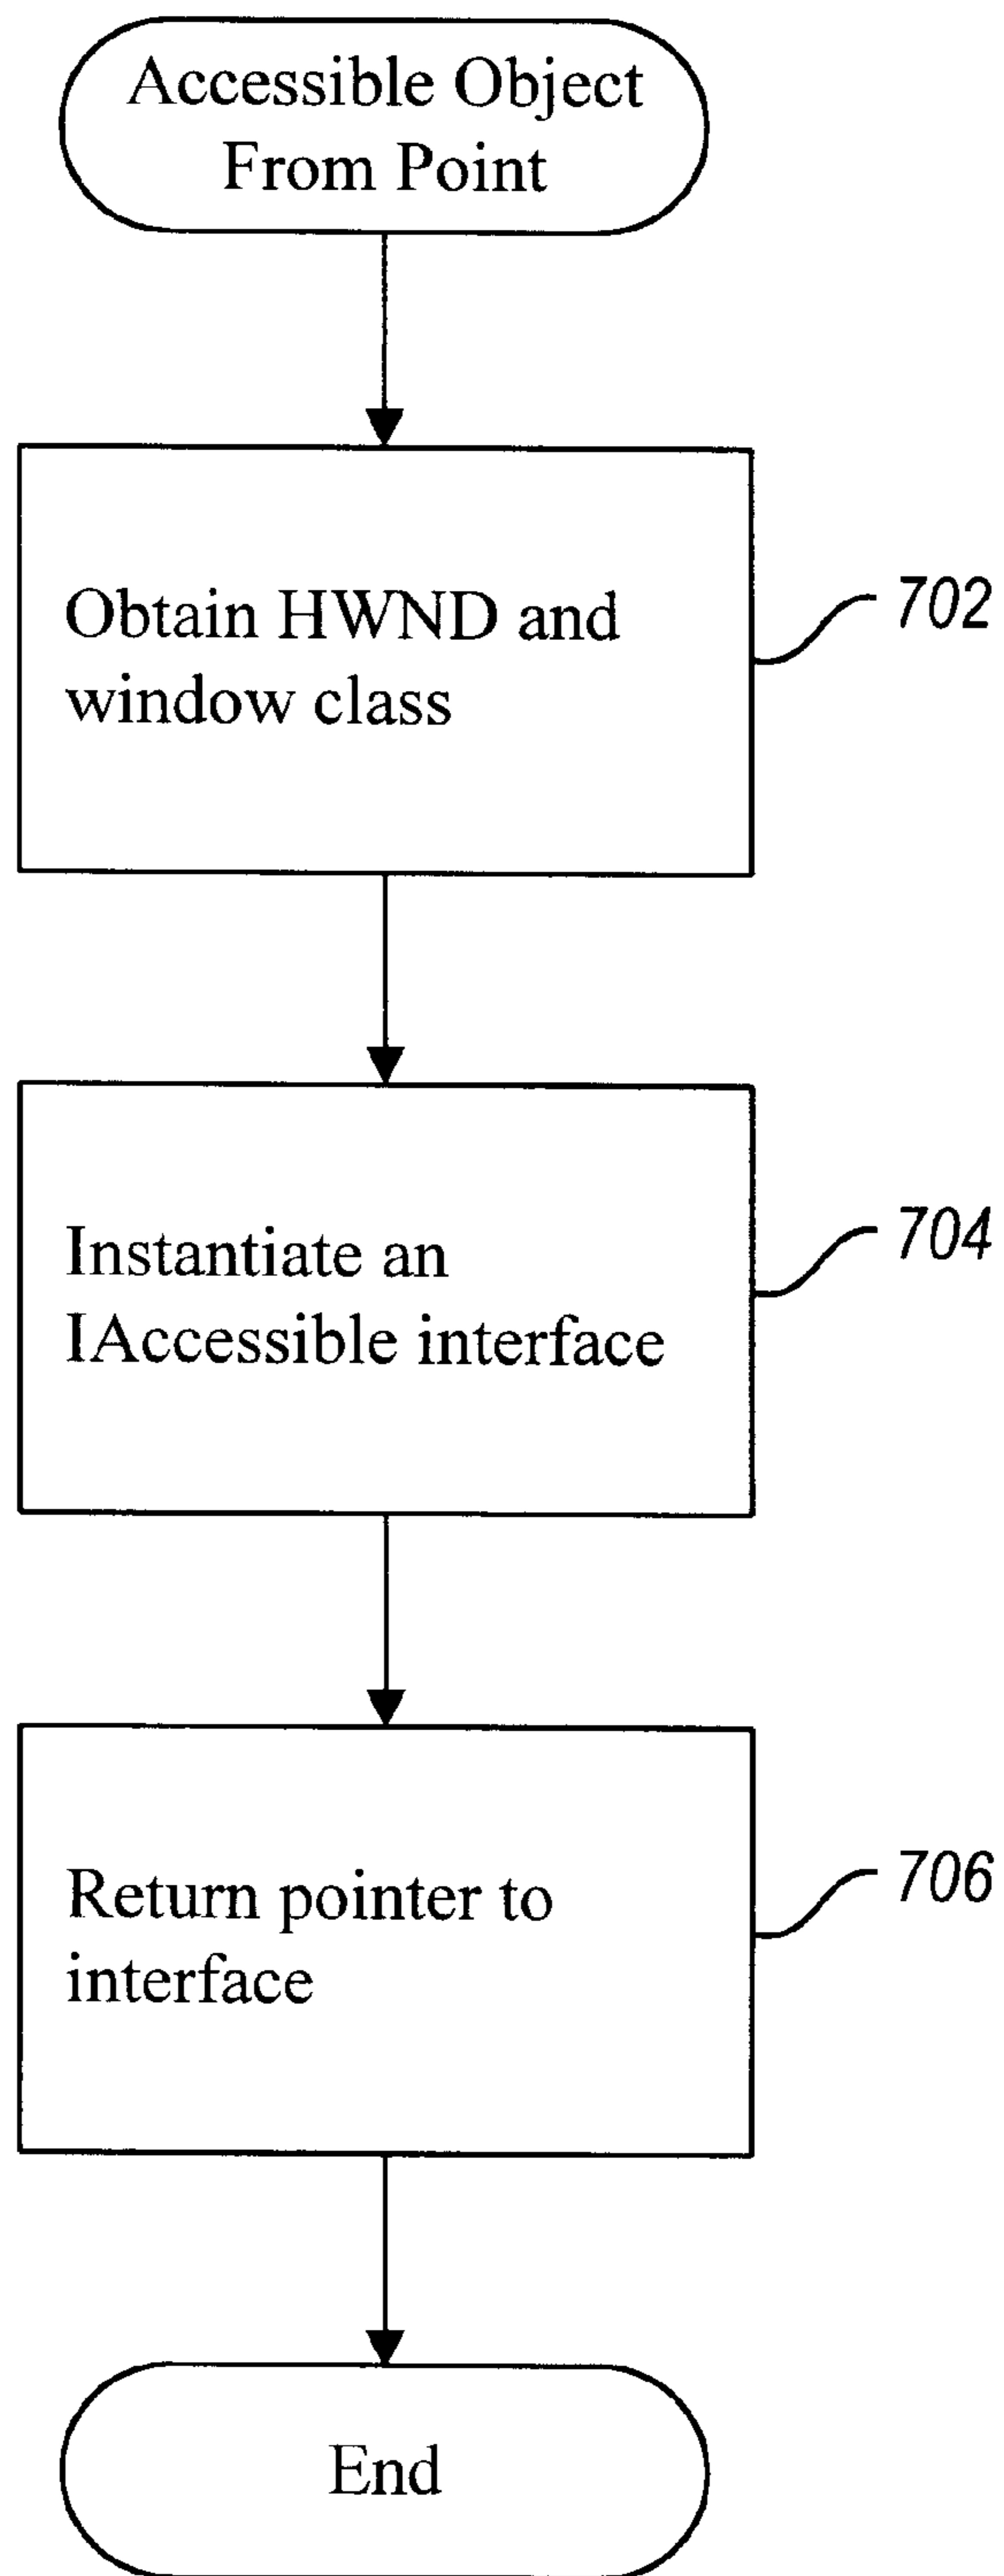 Accessible Object
From Point
Obtain HWND and
window class
702
Instantiate an
IAccessible interface
704
Return pointer to
interface
706
End